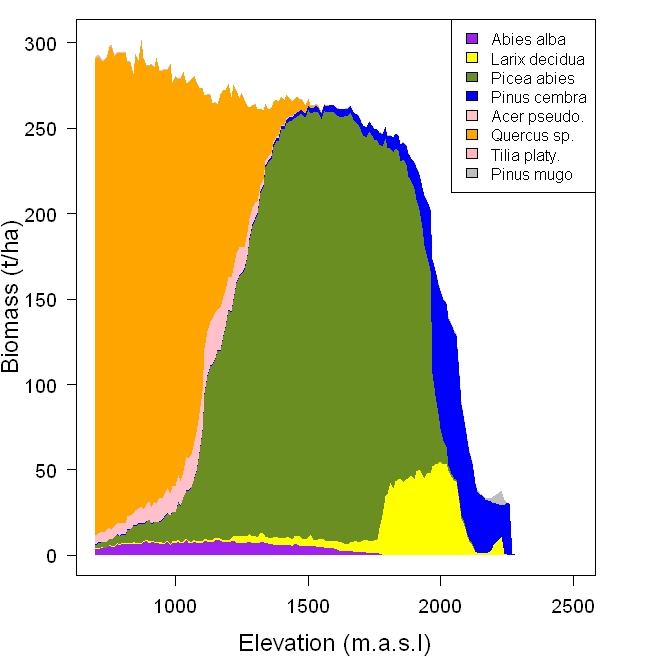 300
250
200
150
100
50
0
Biomass (t/ha)
Abies alba
Larix decidua
Picea abies
Pinus cembra
Acer pseudo.
Quercus sp.
Tilia platy.
Pinus mugo
1000 1500 2000 2500
Elevation (m.a.s.l)